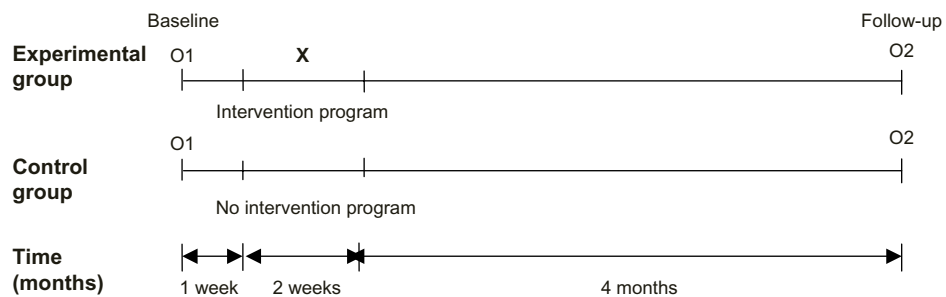 Baseline Follow-up
Experimental group O1 X O2
Intervention program
Control group O1 O2
No intervention program
Time (months)
1 week 2 weeks 4 months